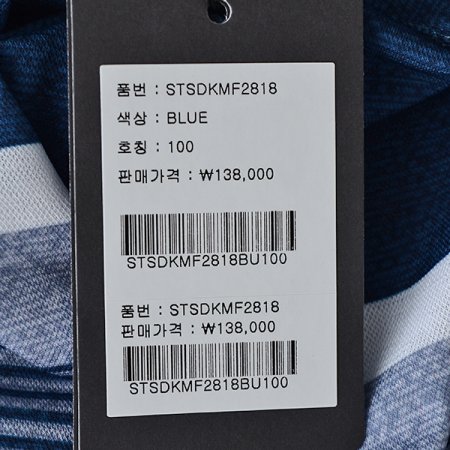 품번 : STSDKMF2818
색상 : BLUE
호칭 : 100
판매가격 : ₩138,000
STSDKMF2818BU100
품번 : STSDKMF2818
판매가격 : ₩138,000
STSDKMF2818BU100